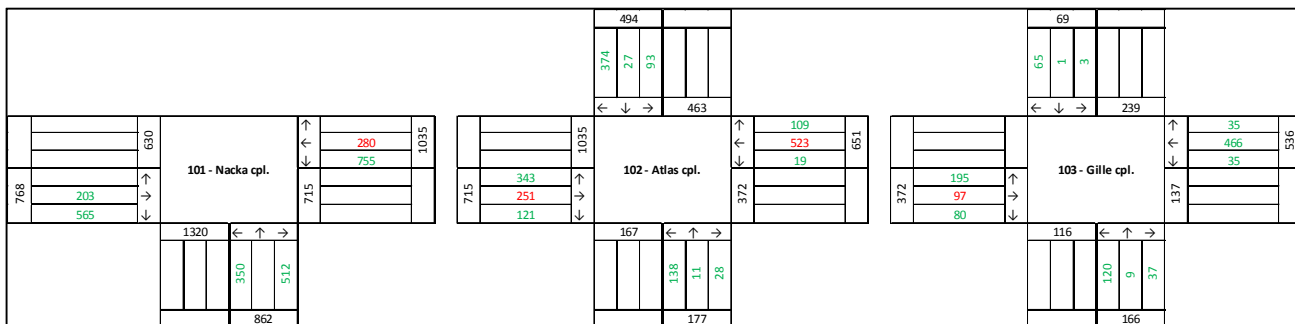 494 69
374 27 93 65 1 3
← ↓ → 463 ← ↓ → 239
630 ↑ 1035 1035 ↑ 109 651 ↑ 35 536
101 - Nacka cpl. ← 280 102 - Atlas cpl. ← 523 103 - Gille cpl. ← 466
↓ 755 ↓ 19 ↓ 35
768 ↑ 715 715 343 ↑ 372 372 195 ↑ 137
203 → 251 → 97 →
565 ↓ 121 ↓ 80 ↓
1320 ← ↑ → 167 ← ↑ → 116 ← ↑ →
350 512 138 11 28 120 9 37
862 177 166